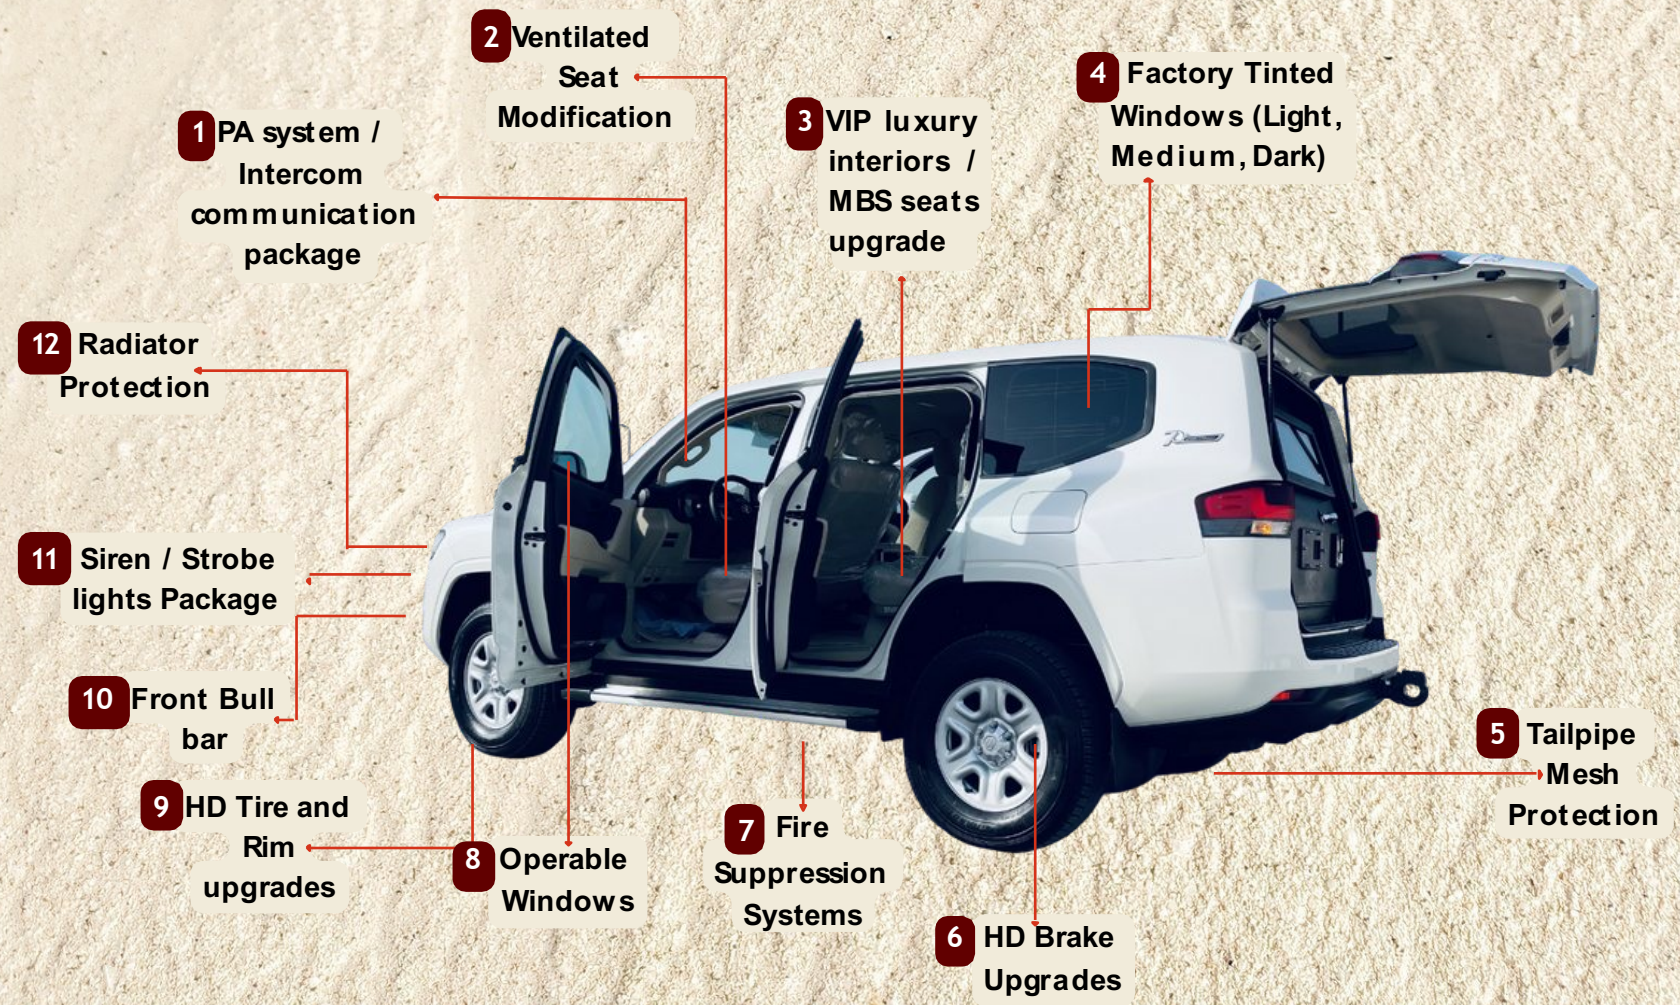 1 PA system /
Intercom
communication
package
2 Ventilated
Seat
Modification
3 VIP luxury
interiors /
MBS seats
upgrade
4 Factory Tinted
Windows (Light,
Medium, Dark)
5 Tailpipe
Mesh
Protection
6 HD Brake
Upgrades
7 Fire
Suppression
Systems
8 Operable
Windows
9 HD Tire and
Rim
upgrades
10 Front Bull
bar
11 Siren / Strobe
lights Package
12 Radiator
Protection